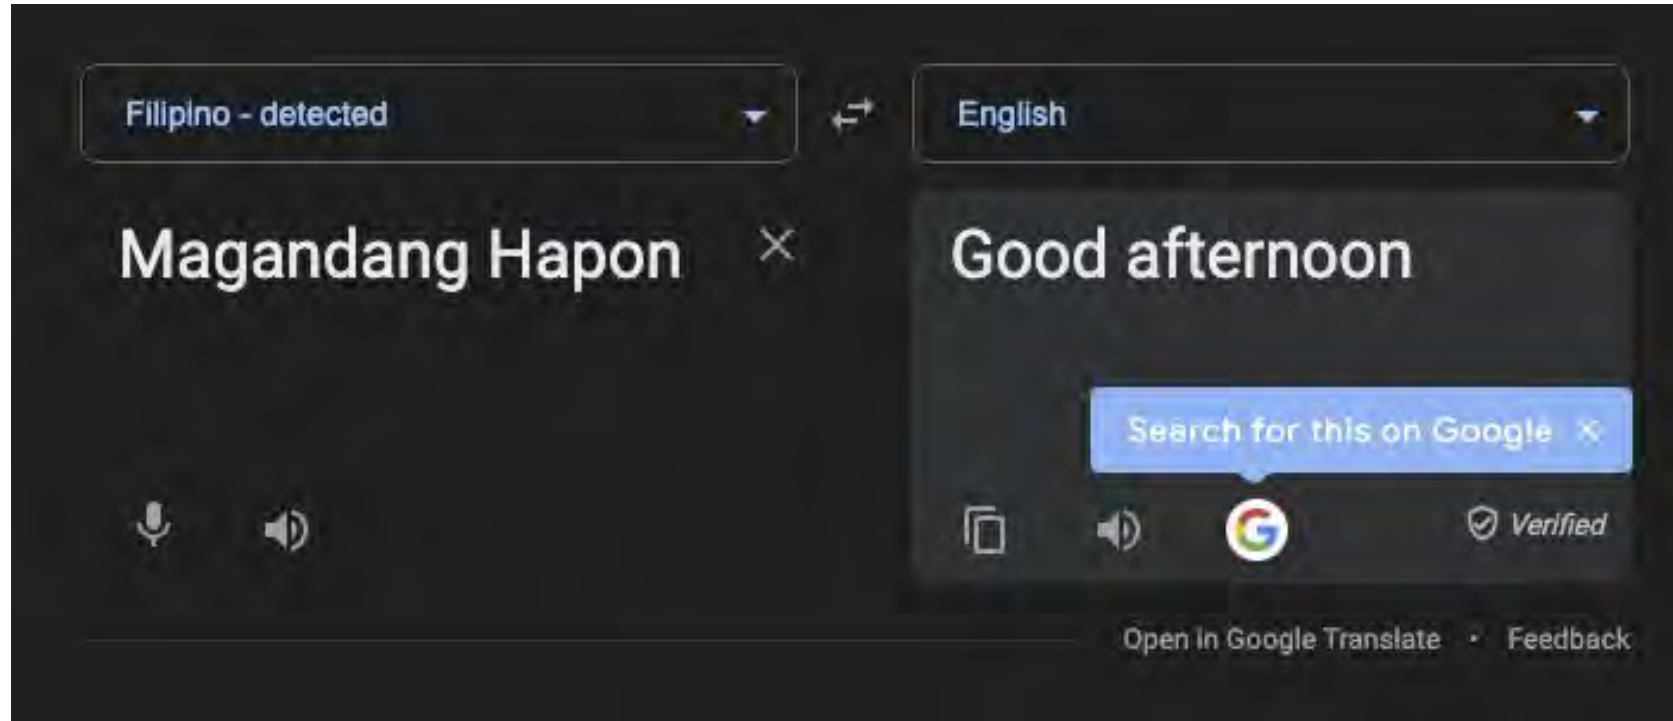 Filipino - detected
English
Magandang Hapon
Good afternoon
Search for this on Google
Verified
Open in Google Translate • Feedback